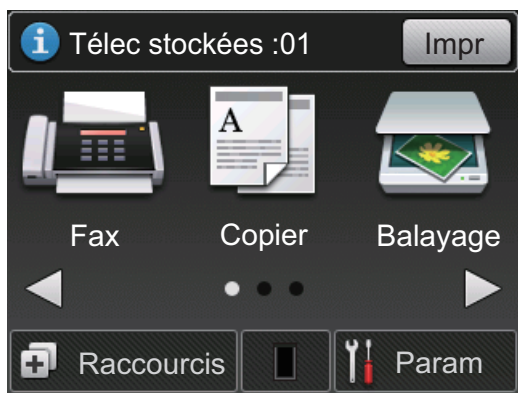 Télec stockées :01 Impr
A
Fax Copier Balayage
Raccourcis Param